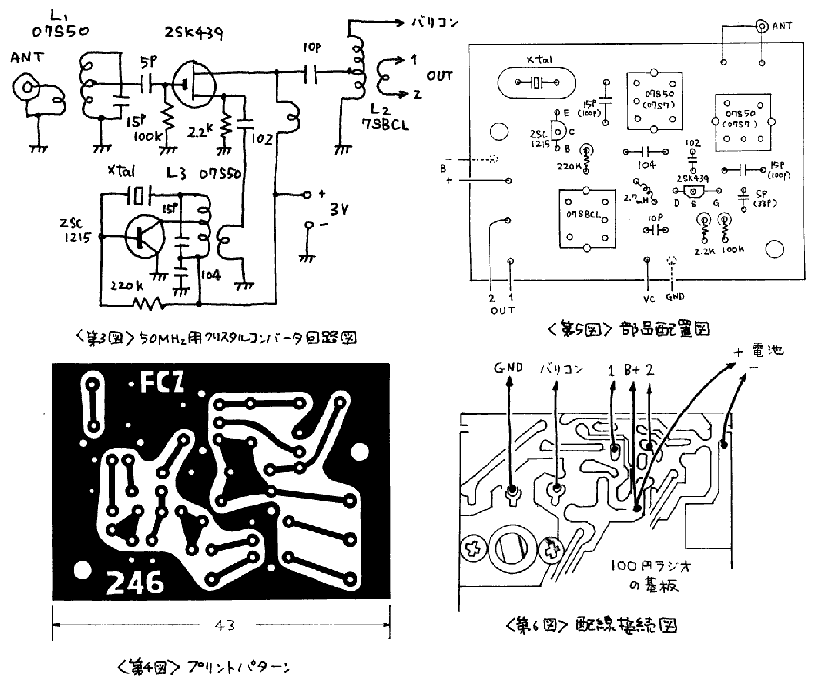 L1
07S50
ANT
5P
2SK439
10P
バリコン
1
OUT
2
L2
7SBCL
15P
100K
2.2k
102
Xtal
L3 07S50
15P
2SC
1215
104
220K
+
3V
-
〈第3図〉50MHz用クリスタルコンバータ回路図
ANT
Xtal
15P
(100p)
07S50
(07S7)
07S50
(07S7)
E
C
B
2SC
1215
220K
104
102
15P
(100p)
2SK439
B -
+
2.7mH
D S G
5P
(33P)
07SBCL
10P
2.2K
100K
2 1
OUT
VC
GND
〈第5図〉部品配置図
FCZ
246
43
〈第4図〉プリントパターン
GND
バリコン
1
B+
2
+ 電池
-
100円ラジオ
の基板
〈第6図〉配線接続図